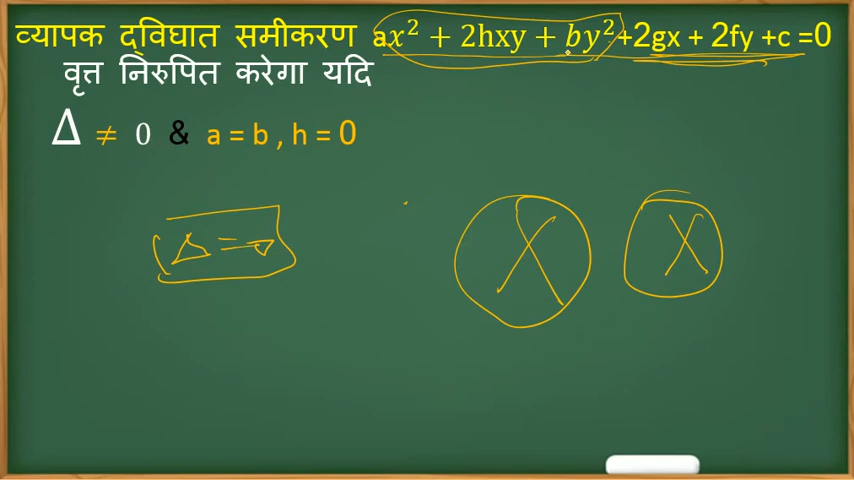 व्यापक द्विघात समीकरण ax² + 2hxy + by²+2gx + 2fy +c =0
वृत्त निरुपित करेगा यदि
Δ ≠ 0 & a = b , h = 0
Δ = 0